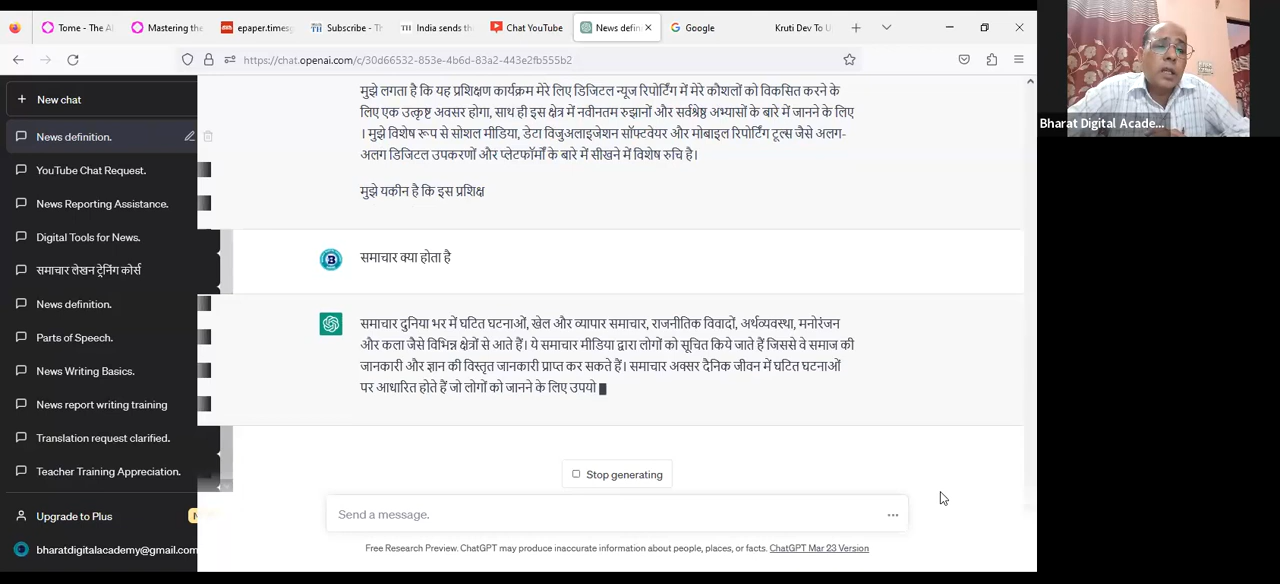 Tome - The AI
Mastering the
epaper.times
Subscribe - Th
India sends th
Chat YouTube
News defin
Google
Kruti Dev To U
https://chat.openai.com/c/30d66532-853e-4b6d-83a2-443e2fb555b2
Bharat Digital Acade...
New chat
News definition.
YouTube Chat Request.
News Reporting Assistance.
Digital Tools for News.
समाचार लेखन ट्रेनिंग कोर्स
News definition.
Parts of Speech.
News Writing Basics.
News report writing training
Translation request clarified.
Teacher Training Appreciation.
Upgrade to Plus
N
bharatdigitalacademy@gmail.com
मुझे लगता है कि यह प्रशिक्षण कार्यक्रम मेरे लिए डिजिटल न्यूज रिपोर्टिंग में मेरे कौशलों को विकसित करने के
लिए एक उत्कृष्ट अवसर होगा, साथ ही इस क्षेत्र में नवीनतम रुझानों और सर्वश्रेष्ठ अभ्यासों के बारे में जानने के लिए
। मुझे विशेष रूप से सोशल मीडिया, डेटा विजुअलाइजेशन सॉफ्टवेयर और मोबाइल रिपोर्टिंग टूल्स जैसे अलग-
अलग डिजिटल उपकरणों और प्लेटफॉर्मों के बारे में सीखने में विशेष रुचि है।
मुझे यकीन है कि इस प्रशिक्ष
समाचार क्या होता है
समाचार दुनिया भर में घटित घटनाओं, खेल और व्यापार समाचार, राजनीतिक विवादों, अर्थव्यवस्था, मनोरंजन
और कला जैसे विभिन्न क्षेत्रों से आते हैं। ये समाचार मीडिया द्वारा लोगों को सूचित किये जाते हैं जिससे वे समाज की
जानकारी और ज्ञान की विस्तृत जानकारी प्राप्त कर सकते हैं। समाचार अक्सर दैनिक जीवन में घटित घटनाओं
पर आधारित होते हैं जो लोगों को जानने के लिए उपयो
Stop generating
Send a message.
Free Research Preview. ChatGPT may produce inaccurate information about people, places, or facts. ChatGPT Mar 23 Version